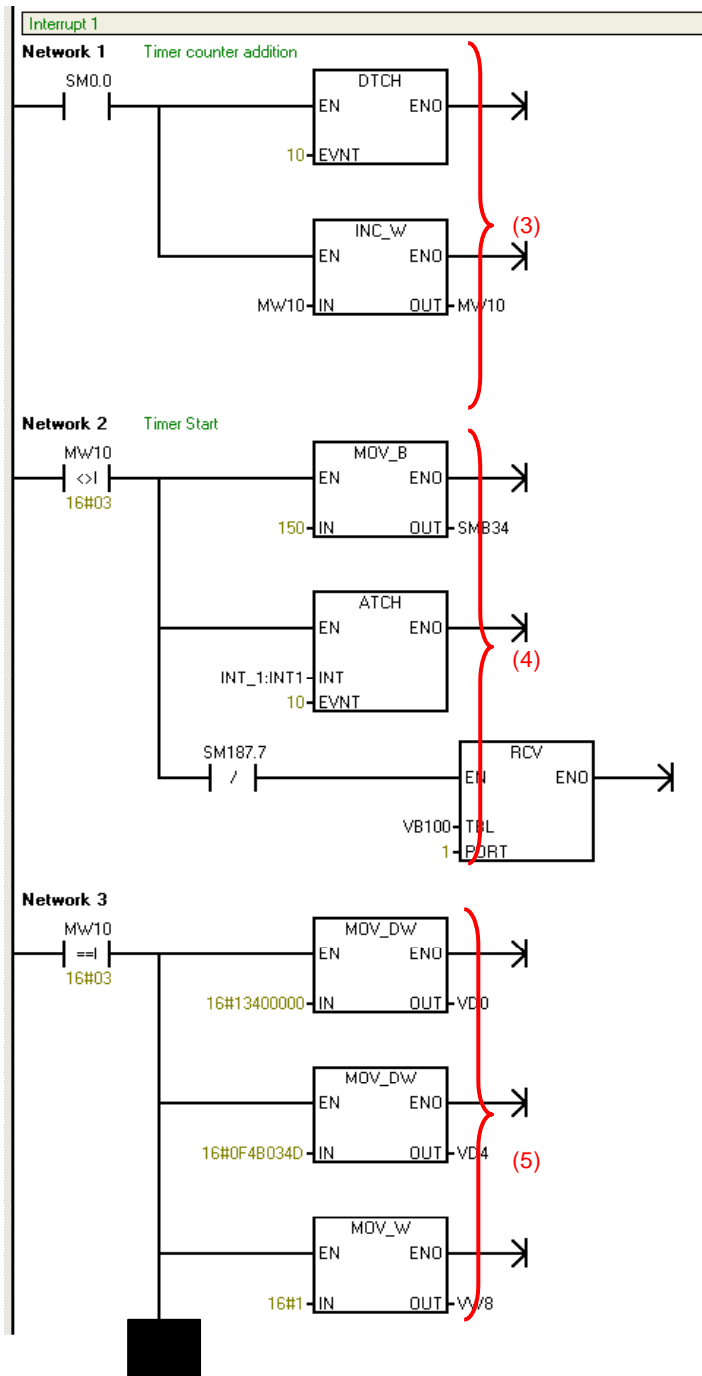 Interrupt 1
Network 1 Timer counter addition
SM0.0
DTCH
EN ENO
10 EVNT
INC_W
EN ENO
MW10 IN OUT MW10
(3)
Network 2 Timer Start
MW10
<>I
16#03
MOV_B
EN ENO
150 IN OUT SMB34
ATCH
EN ENO
INT_1:INT1 INT
10 EVNT
(4)
SM187.7
/
RCV
EN ENO
VB100 TBL
1 PORT
Network 3
MW10
==I
16#03
MOV_DW
EN ENO
16#13400000 IN OUT VD0
MOV_DW
EN ENO
16#0F4B034D IN OUT VD4
(5)
MOV_W
EN ENO
16#1 IN OUT VW8